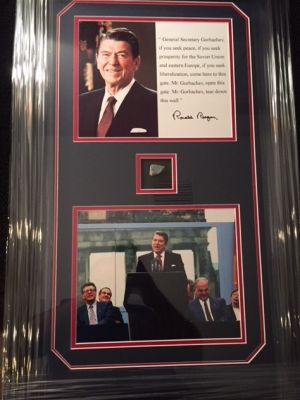 " General Secretary Gorbachev,
if you seek peace, if you seek
prosperity for the Soviet Union
and eastern Europe, if you seek
liberalization, come here to this
gate. Mr. Gorbachev, open this
gate. Mr. Gorbachev, tear down
this wall "
Ronald Reagan